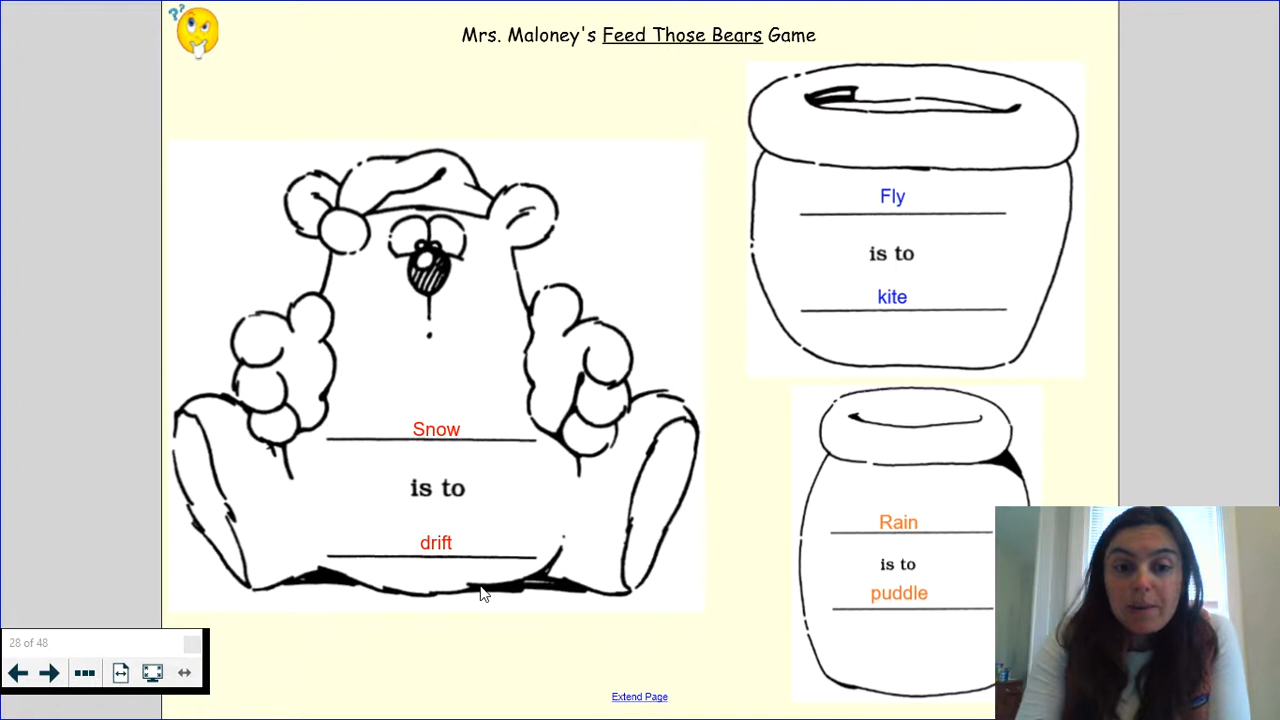 ??
Mrs. Maloney's Feed Those Bears Game
Snow
is to
drift
Fly
is to
kite
Rain
is to
puddle
28 of 48
Extend Page